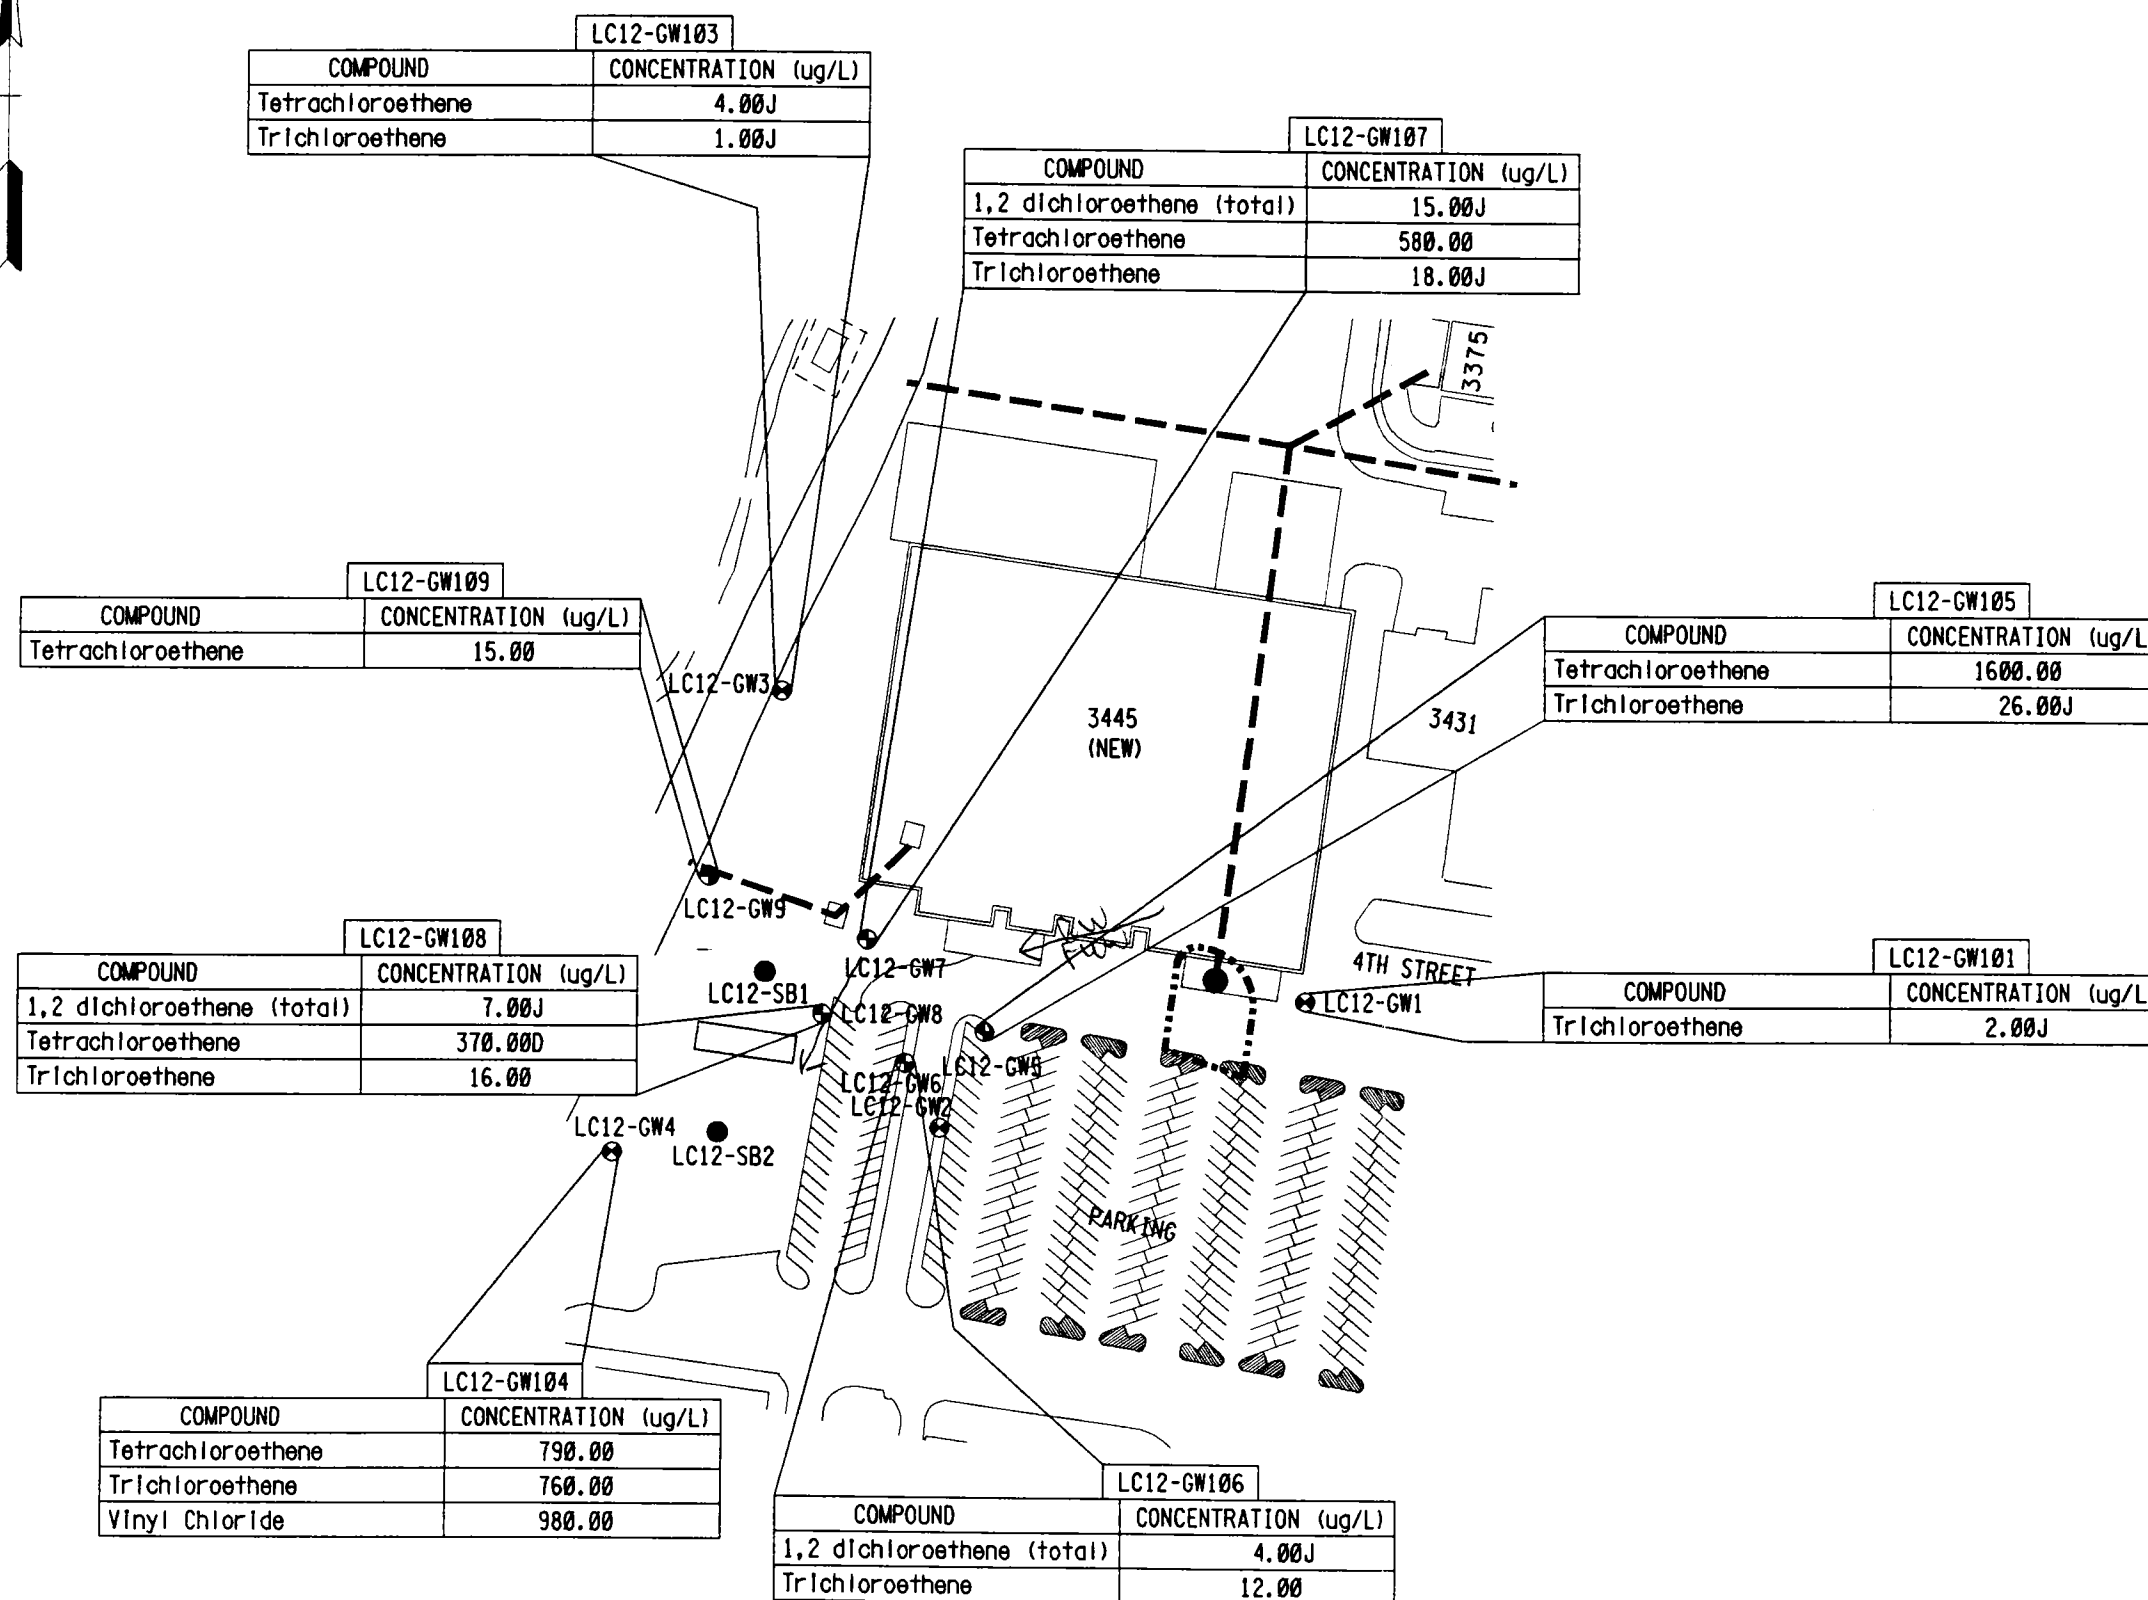 LC12-GW103
COMPOUND CONCENTRATION (ug/L)
Tetrachloroethene 4.00J
Trichloroethene 1.00J
LC12-GW107
COMPOUND CONCENTRATION (ug/L)
1,2 dichloroethene (total) 15.00J
Tetrachloroethene 580.00
Trichloroethene 18.00J
3375
LC12-GW109
COMPOUND CONCENTRATION (ug/L)
Tetrachloroethene 15.00
LC12-GW3
3445
(NEW)
3431
LC12-GW105
COMPOUND CONCENTRATION (ug/L
Tetrachloroethene 1600.00
Trichloroethene 26.00J
LC12-GW9
LC12-GW7
LC12-GW108
COMPOUND CONCENTRATION (ug/L)
1,2 dichloroethene (total) 7.00J
Tetrachloroethene 370.00D
Trichloroethene 16.00
LC12-SB1
LC12-GW8
4TH STREET
LC12-GW1
LC12-GW101
COMPOUND CONCENTRATION (ug/L
Trichloroethene 2.00J
LC12-GW5
LC12-GW6
LC12-GW2
LC12-GW4
LC12-SB2
PARKING
LC12-GW104
COMPOUND CONCENTRATION (ug/L)
Tetrachloroethene 790.00
Trichloroethene 760.00
Vinyl Chloride 980.00
LC12-GW106
COMPOUND CONCENTRATION (ug/L)
1,2 dichloroethene (total) 4.00J
Trichloroethene 12.00